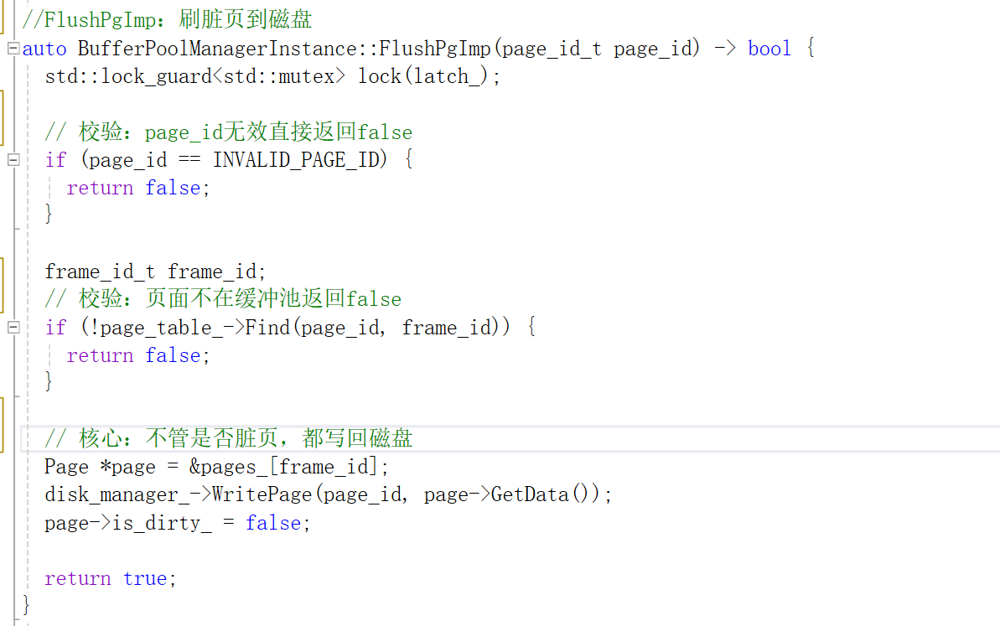 //FlushPgImp：刷脏页到磁盘
auto BufferPoolManagerInstance::FlushPgImp(page_id_t page_id) -> bool {
  std::lock_guard<std::mutex> lock(latch_);
  // 校验：page_id无效直接返回false
  if (page_id == INVALID_PAGE_ID) {
    return false;
  }
  frame_id_t frame_id;
  // 校验：页面不在缓冲池返回false
  if (!page_table_->Find(page_id, frame_id)) {
    return false;
  }
  // 核心：不管是否脏页，都写回磁盘
  Page *page = &pages_[frame_id];
  disk_manager_->WritePage(page_id, page->GetData());
  page->is_dirty_ = false;
  return true;
}